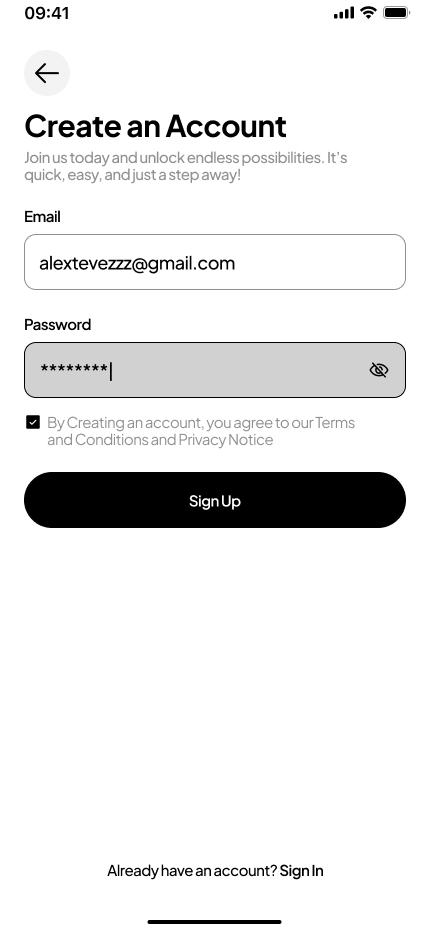 09:41
Create an Account
Join us today and unlock endless possibilities. It's
quick, easy, and just a step away!
Email
alextevezzz@gmail.com
Password
********
By Creating an account, you agree to our Terms
and Conditions and Privacy Notice
Sign Up
Already have an account? Sign In